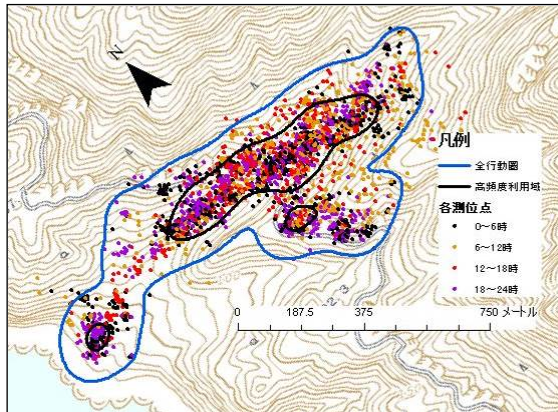 N
凡例
全行動圏
高頻度利用域
各測位点
0～6時
6～12時
12～18時
18～24時
0 187.5 375 750 メートル